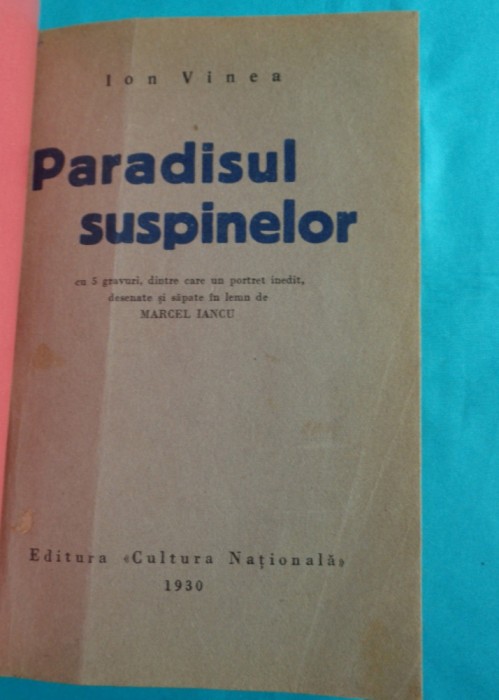 Ion Vinea
Paradisul
suspinelor
cu 5 gravuri, dintre care un portret inedit,
desenate și săpate în lemn de
MARCEL IANCU
Editura «Cultura Națională»
1930